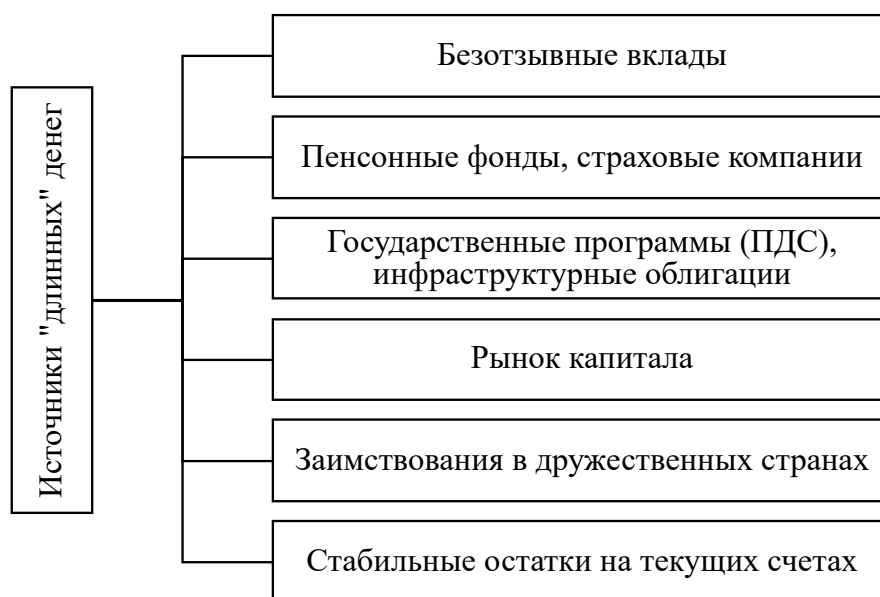 Источники "длинных" денег
Безотзывные вклады
Пенсонные фонды, страховые компании
Государственные программы (ПДС),
инфраструктурные облигации
Рынок капитала
Заимствования в дружественных странах
Стабильные остатки на текущих счетах